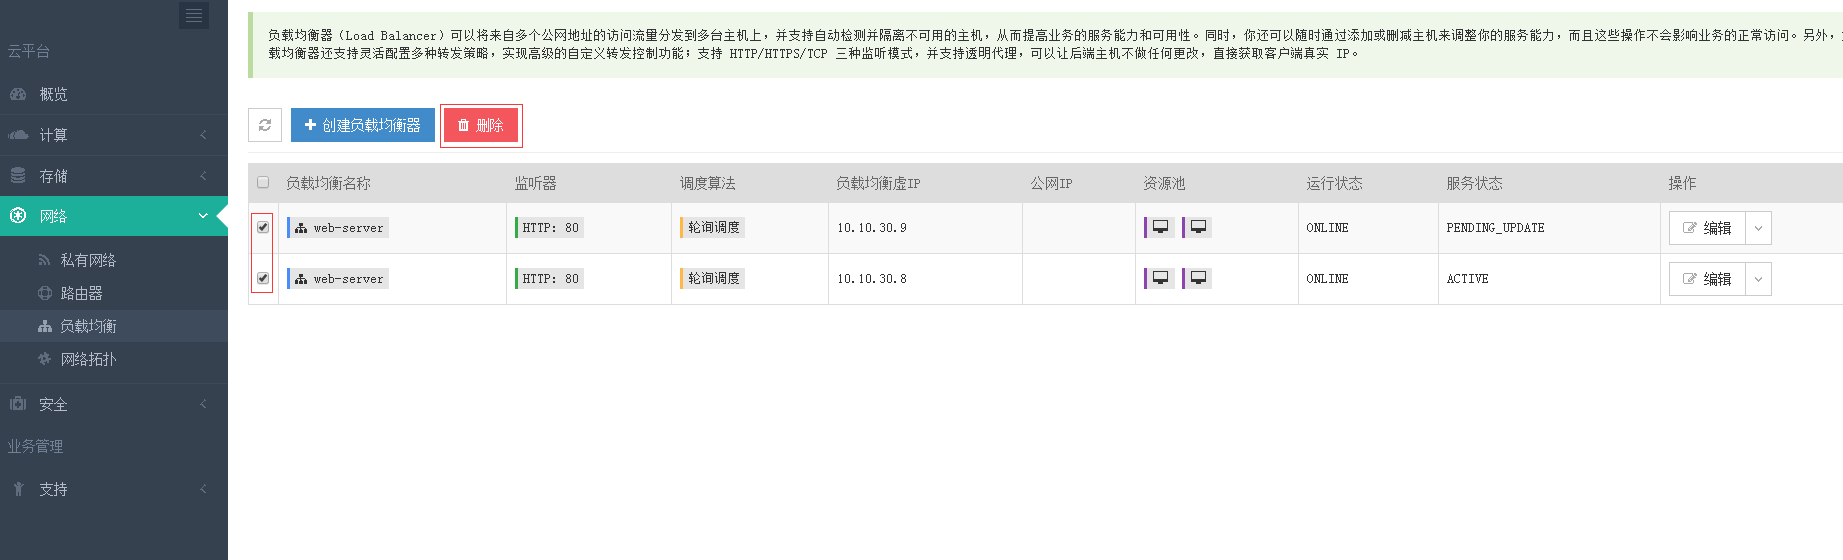 云平台
概览
计算
存储
网络
私有网络
路由器
负载均衡
网络拓扑
安全
业务管理
支持
负载均衡器（Load Balancer）可以将来自多个公网地址的访问流量分发到多台主机上，并支持自动检测并隔离不可用的主机，从而提高业务的服务能力和可用性。同时，你还可以随时通过添加或删减主机来调整你的服务能力，而且这些操作不会影响业务的正常访问。另外，
载均衡器还支持灵活配置多种转发策略，实现高级的自定义转发控制功能；支持 HTTP/HTTPS/TCP 三种监听模式，并支持透明代理，可以让后端主机不做任何更改，直接获取客户端真实 IP。
创建负载均衡器 删除
负载均衡名称 监听器 调度算法 负载均衡虚IP 公网IP 资源池 运行状态 服务状态 操作
web-server HTTP: 80 轮询调度 10.10.30.9 ONLINE PENDING_UPDATE 编辑
web-server HTTP: 80 轮询调度 10.10.30.8 ONLINE ACTIVE 编辑